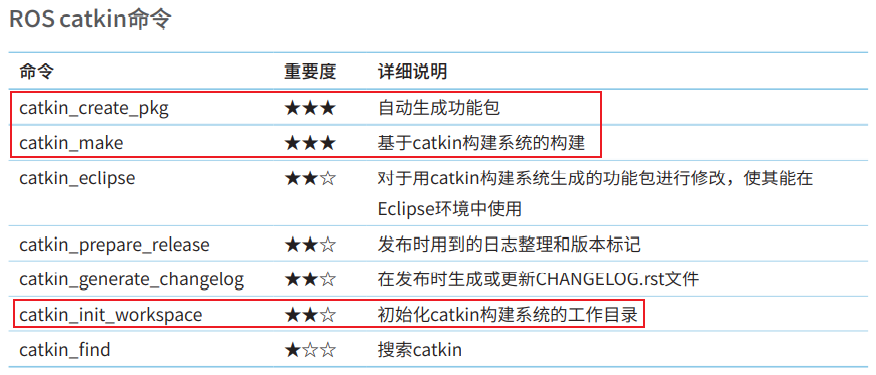 ROS catkin命令
命令 重要度 详细说明
catkin_create_pkg ★★★ 自动生成功能包
catkin_make ★★★ 基于catkin构建系统的构建
catkin_eclipse ★★☆ 对于用catkin构建系统生成的功能包进行修改，使其能在
Eclipse环境中使用
catkin_prepare_release ★★☆ 发布时用到的日志整理和版本标记
catkin_generate_changelog ★★☆ 在发布时生成或更新CHANGELOG.rst文件
catkin_init_workspace ★★☆ 初始化catkin构建系统的工作目录
catkin_find ★☆☆ 搜索catkin